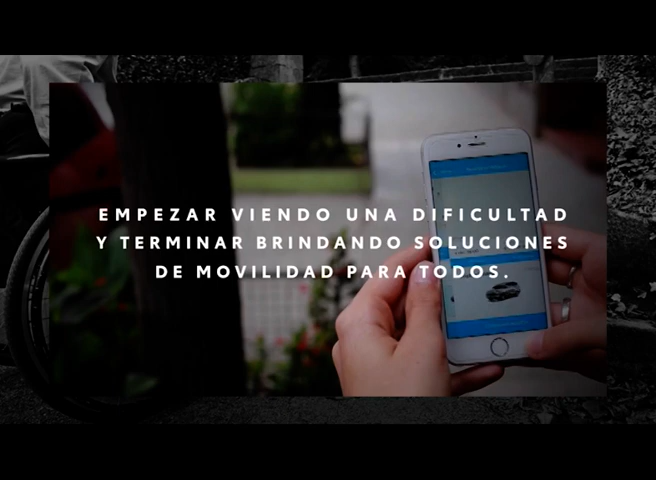 EMPEZAR VIENDO UNA DIFICULTAD
Y TERMINAR BRINDANDO SOLUCIONES
DE MOVILIDAD PARA TODOS.